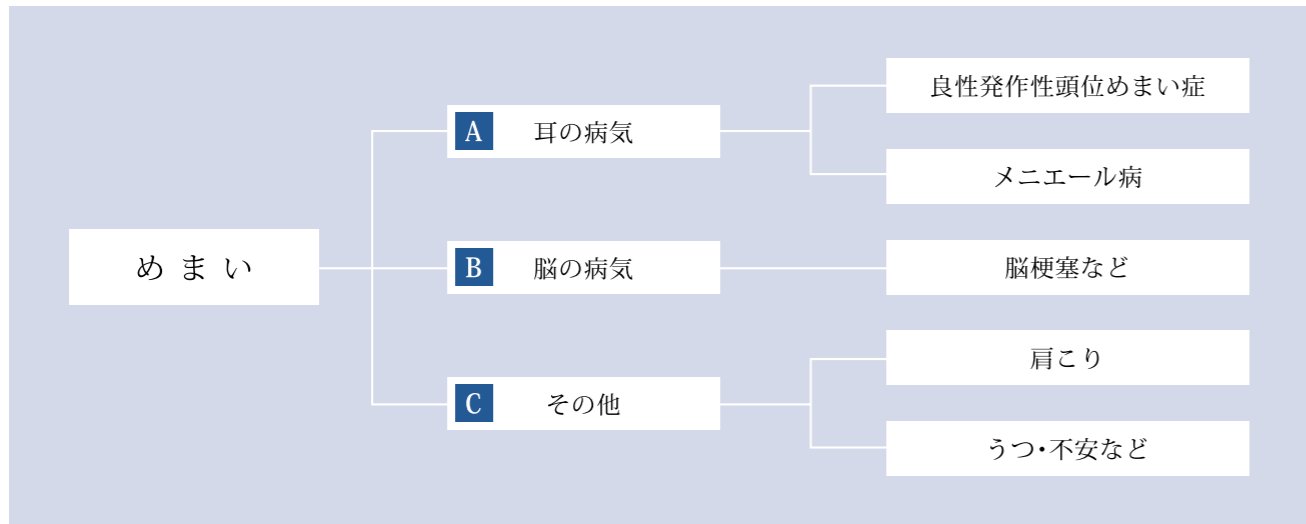 めまい
A 耳の病気
良性発作性頭位めまい症
メニエール病
B 脳の病気
脳梗塞など
C その他
肩こり
うつ・不安など